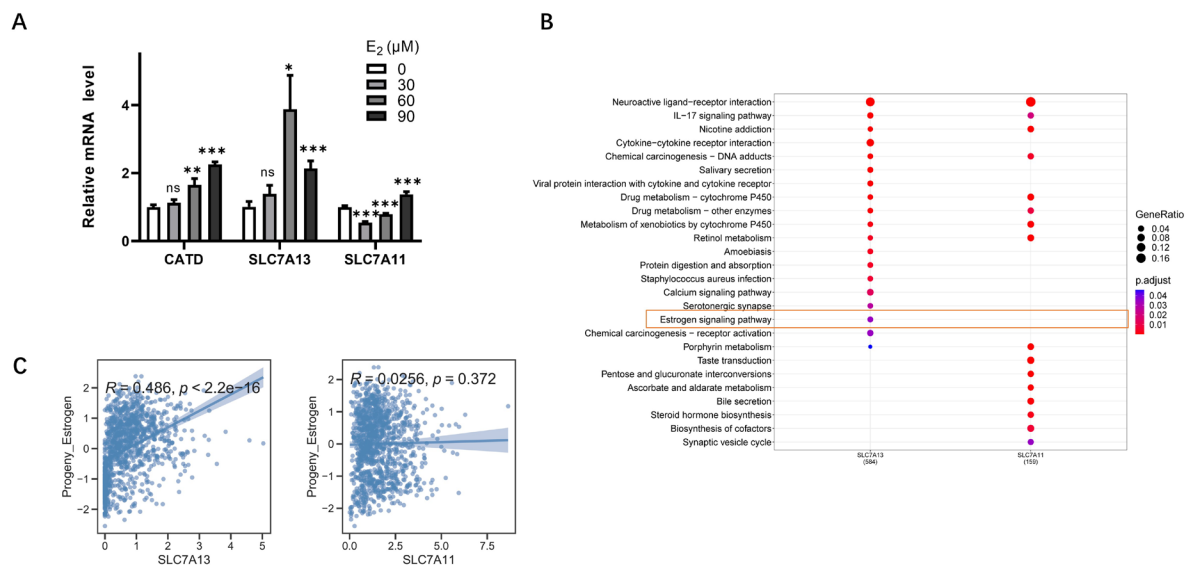 A
Relative mRNA level
4
2
0
E₂ (μM)
0
30
60
90
ns
**
***
ns
*
***
***
***
***
CATD
SLC7A13
SLC7A11
B
Neuroactive ligand−receptor interaction
IL−17 signaling pathway
Nicotine addiction
Cytokine−cytokine receptor interaction
Chemical carcinogenesis − DNA adducts
Salivary secretion
Viral protein interaction with cytokine and cytokine receptor
Drug metabolism − cytochrome P450
Drug metabolism − other enzymes
Metabolism of xenobiotics by cytochrome P450
Retinol metabolism
Amoebiasis
Protein digestion and absorption
Staphylococcus aureus infection
Calcium signaling pathway
Serotonergic synapse
Estrogen signaling pathway
Chemical carcinogenesis − receptor activation
Porphyrin metabolism
Taste transduction
Pentose and glucuronate interconversions
Ascorbate and aldarate metabolism
Bile secretion
Steroid hormone biosynthesis
Biosynthesis of cofactors
Synaptic vesicle cycle
SLC7A13
(584)
SLC7A11
(159)
GeneRatio
0.04
0.08
0.12
0.16
p.adjust
0.04
0.03
0.02
0.01
C
R = 0.486, p < 2.2e−16
Progeny_Estrogen
2
1
0
−1
−2
0 1 2 3 4 5
SLC7A13
R = 0.0256, p = 0.372
Progeny_Estrogen
2
1
0
−1
−2
0.0 2.5 5.0 7.5
SLC7A11